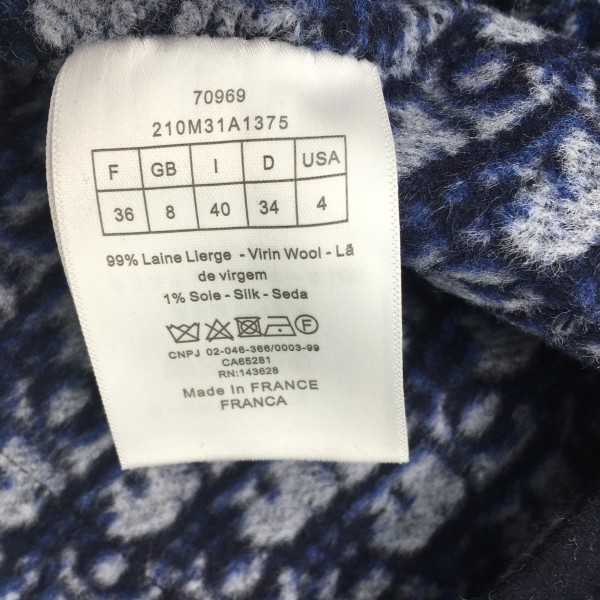 70969
210M31A1375
F GB I D USA
36 8 40 34 4
99% Laine Lierge - Virin Wool - Lã
de virgem
1% Soie - Silk - Seda
F
CNPJ 02-046-366/0003-99
CA65281
RN:143628
Made In FRANCE
FRANCA